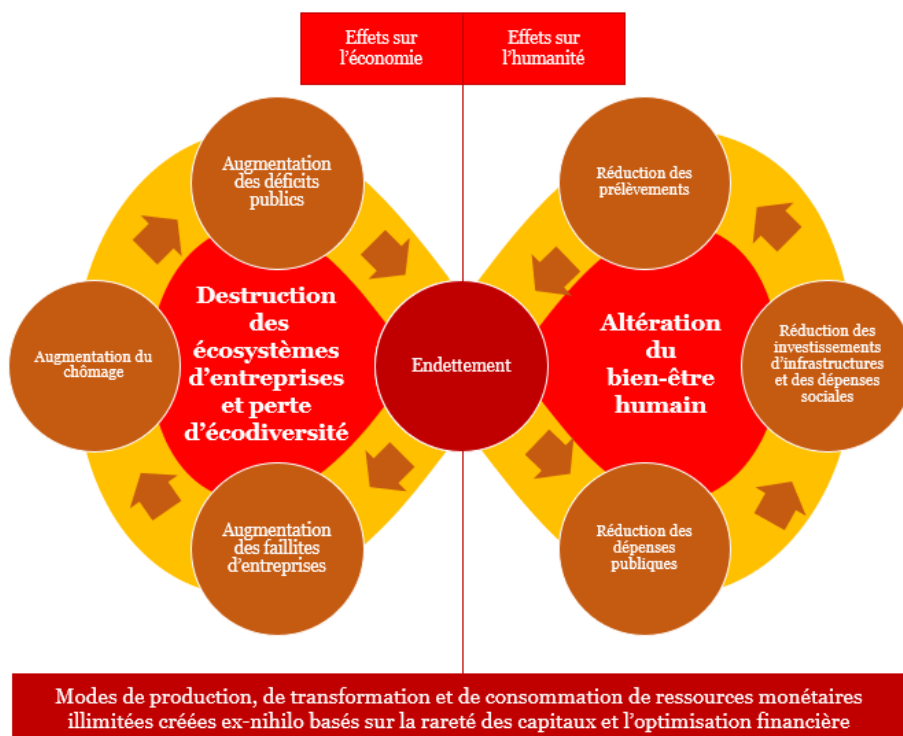 Effets sur
l'économie
Effets sur
l'humanité
Augmentation
des déficits
publics
Réduction des
prélèvements
Destruction
des
écosystèmes
d'entreprises
et perte
d'écodiversité
Augmentation du
chômage
Endettement
Altération
du
bien-être
humain
Réduction des
investissements
d'infrastructures
et des dépenses
sociales
Augmentation
des faillites
d'entreprises
Réduction des
dépenses
publiques
Modes de production, de transformation et de consommation de ressources monétaires
illimitées créées ex-nihilo basés sur la rareté des capitaux et l'optimisation financière